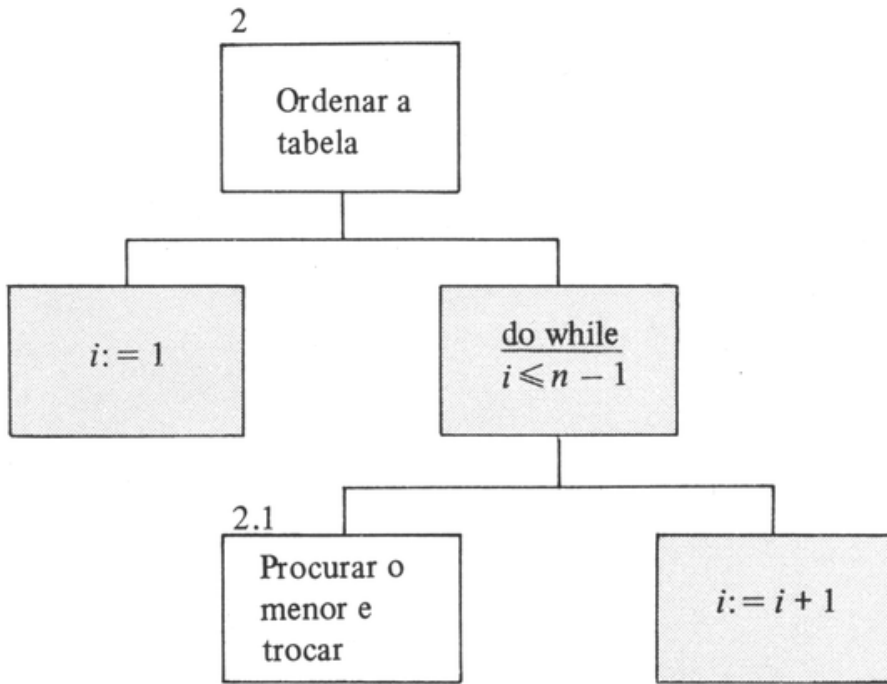 2
Ordenar a
tabela
i: = 1
do while
i ⩽ n − 1
2.1
Procurar o
menor e
trocar
i: = i + 1